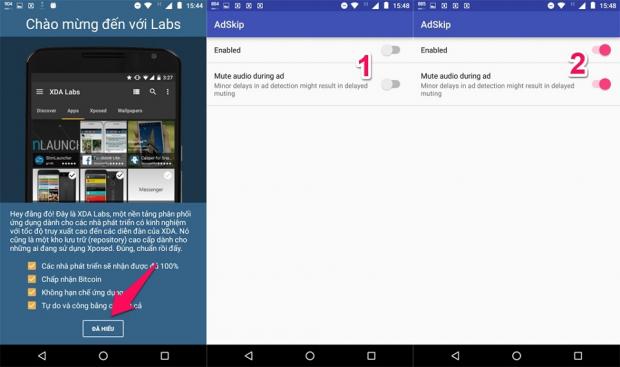 904
15:44
Chào mừng đến với Labs
3:27
XDA Labs
Discover
Apps
Xposed
Wallpapers
SlimLauncher
Caliper for
Messenger
Hey đằng đó! Đây là XDA Labs, một nền tảng phân phối
ứng dụng dành cho các nhà phát triển có kinh nghiệm
với tốc độ truy xuất cao đến các diễn đàn của XDA. Nó
cũng là một kho lưu trữ (repository) cao cấp dành cho
những ai đang sử dụng Xposed. Đúng, chuẩn rồi đấy.
Các nhà phát triển sẽ nhận được đủ 100%
Chấp nhận Bitcoin
Không hạn chế ứng dụng
Tự do và công bằng cả
ĐÃ HIỂU
884
15:48
AdSkip
Enabled
1
Mute audio during ad
Minor delays in ad detection might result in delayed
muting
885
15:48
AdSkip
Enabled
2
Mute audio during ad
Minor delays in ad detection might result in delayed
muting